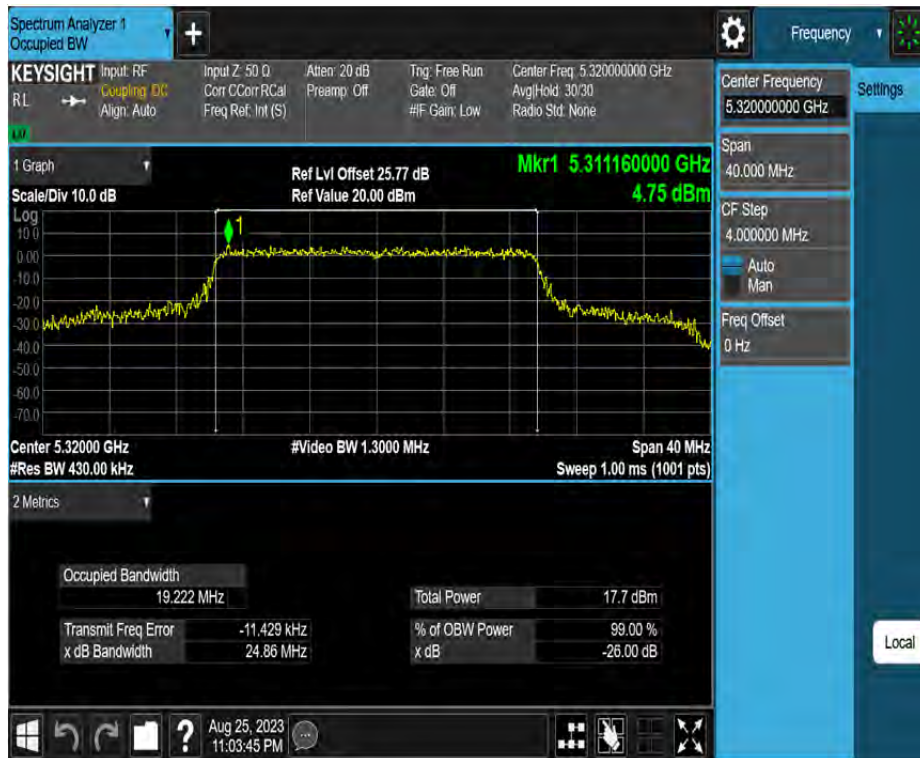 Spectrum Analyzer 1
Occupied BW
+
Frequency
KEYSIGHT
RL
Input: RF
Coupling: DC
Align: Auto
Input Z: 50 Ω
Corr CCorr RCal
Freq Ref: Int (S)
Atten: 20 dB
Preamp: Off
Trig: Free Run
Gate: Off
#IF Gain: Low
Center Freq: 5.320000000 GHz
Avg|Hold: 30/30
Radio Std: None
Center Frequency
5.320000000 GHz
Settings
Span
40.000 MHz
CF Step
4.000000 MHz
Auto
Man
Freq Offset
0 Hz
Local
1 Graph
Scale/Div 10.0 dB
Ref Lvl Offset 25.77 dB
Ref Value 20.00 dBm
Mkr1 5.311160000 GHz
4.75 dBm
Log
10.0
0.00
-10.0
-20.0
-30.0
-40.0
-50.0
-60.0
-70.0
1
Center 5.32000 GHz
#Video BW 1.3000 MHz
Span 40 MHz
#Res BW 430.00 kHz
Sweep 1.00 ms (1001 pts)
2 Metrics
Occupied Bandwidth
19.222 MHz
Total Power 17.7 dBm
Transmit Freq Error -11.429 kHz
% of OBW Power 99.00 %
x dB Bandwidth 24.86 MHz
x dB -26.00 dB
?
Aug 25, 2023
11:03:45 PM